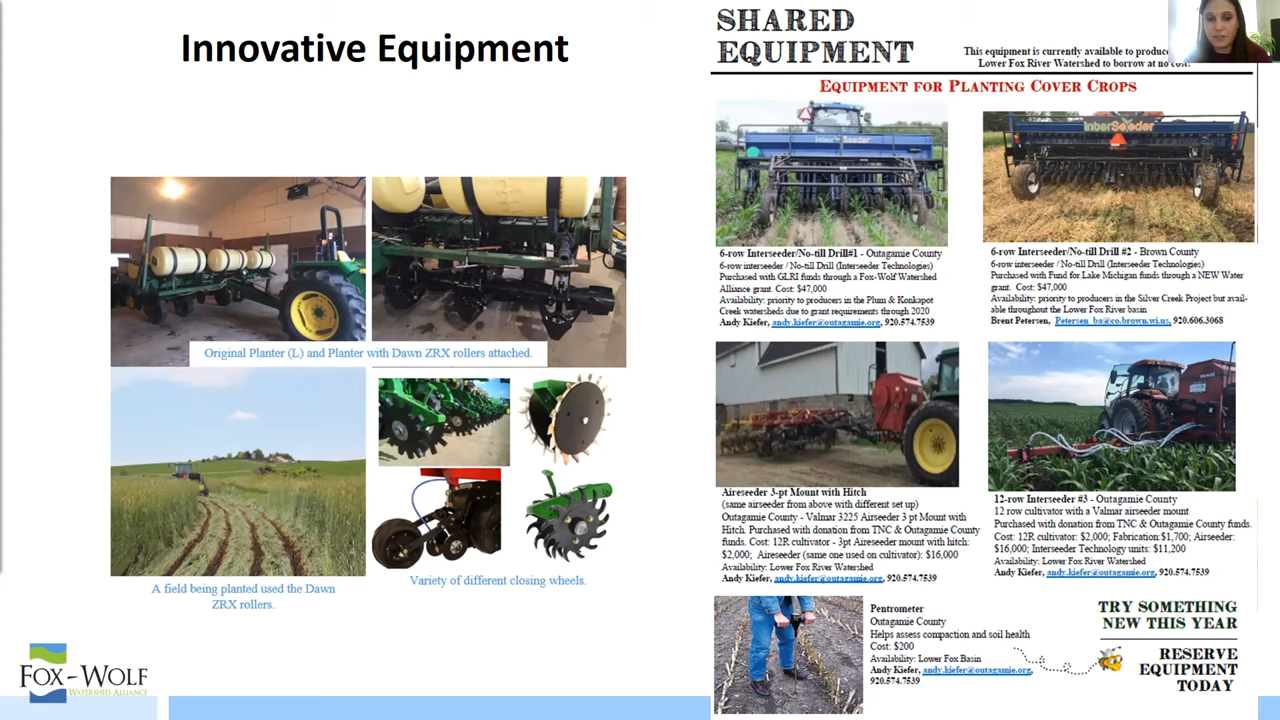 Innovative Equipment
Original Planter (L) and Planter with Dawn ZRX rollers attached.
A field being planted used the Dawn
ZRX rollers.
Variety of different closing wheels.
FOX-WOLF
WATERSHED ALLIANCE
SHARED
EQUIPMENT
This equipment is currently available to
Lower Fox River Watershed to borrow at no cost.
EQUIPMENT FOR PLANTING COVER CROPS
InterSeeder
6-row Interseeder/No-till Drill#1 - Outagamie County
6-row interseeder / No-till Drill (Interseeder Technologies)
Purchased with GLRI funds through a Fox-Wolf Watershed
Alliance grant. Cost: $47,000
Availability: priority to producers in the Plum & Konkapot
Creek watersheds due to grant requirements through 2020
Andy Kiefer, andy.kiefer@outagamie.org, 920.574.7539
InterSeeder
6-row Interseeder/No-till Drill #2 - Brown County
6-row interseeder / No-till Drill (Interseeder Technologies)
Purchased with Fund for Lake Michigan funds through a NEW Water
grant. Cost: $47,000
Availability: priority to producers in the Silver Creek Project but avail-
able throughout the Lower Fox River basin
Brent Petersen, Petersen_ba@co.brown.wi.us, 920.606.3068
Aireseeder 3-pt Mount with Hitch
(same airseeder from above with different set up)
Outagamie County - Valmar 3225 Airseeder 3 pt Mount with
Hitch. Purchased with donation from TNC & Outagamie County
funds. Cost: 12R cultivator - 3pt Aireseeder mount with hitch:
$2,000; Aireseeder (same one used on cultivator): $16,000
Availability: Lower Fox River Watershed
Andy Kiefer, andy.kiefer@outagamie.org, 920.574.7539
12-row Interseeder #3 - Outagamie County
12 row cultivator with a Valmar airseeder mount
Purchased with donation from TNC & Outagamie County funds.
Cost: 12R cultivator: $2,000; Fabrication:$1,700; Airseeder:
$16,000; Interseeder Technology units: $11,200
Availability: Lower Fox River Watershed
Andy Kiefer, andy.kiefer@outagamie.org, 920.574.7539
Pentrometer
Outagamie County
Helps assess compaction and soil health
Cost: $200
Availability: Lower Fox Basin
Andy Kiefer, andy.kiefer@outagamie.org,
920.574.7539
TRY SOMETHING
NEW THIS YEAR
RESERVE
EQUIPMENT
TODAY